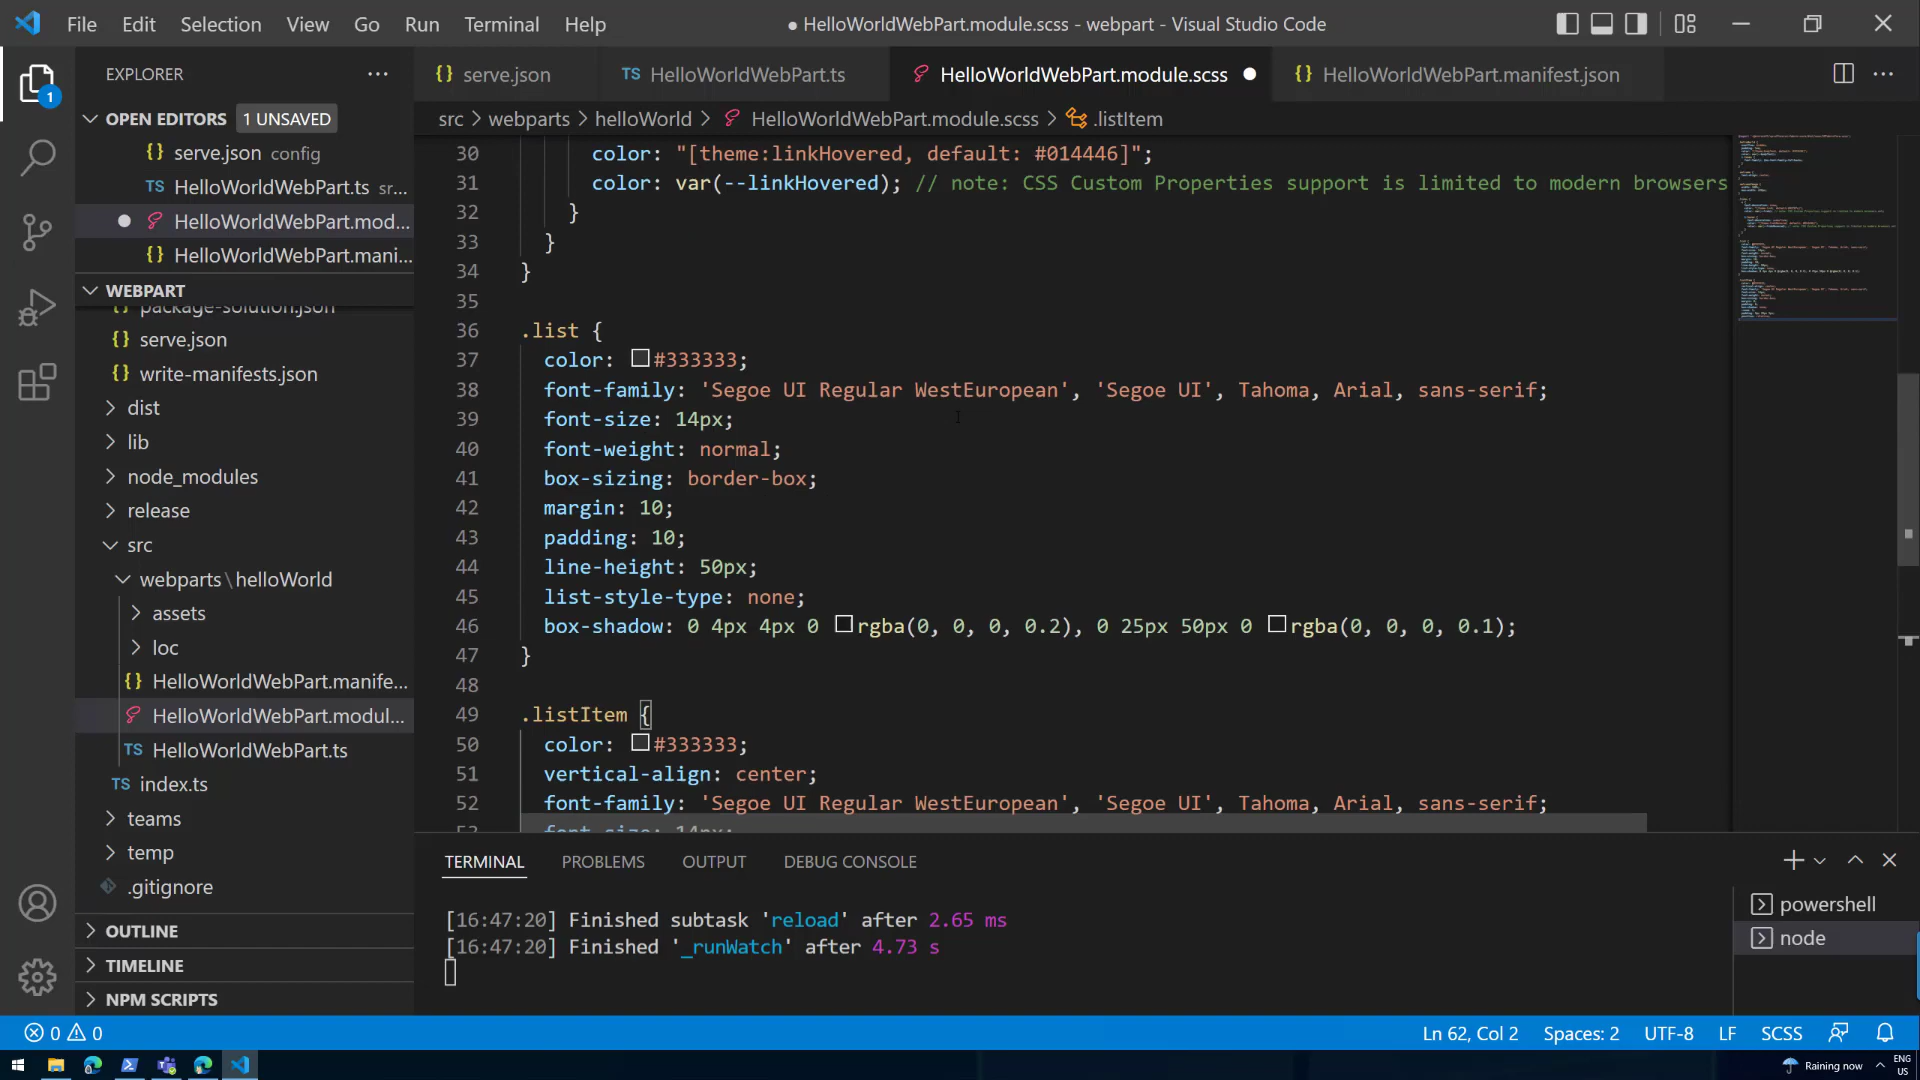 File Edit Selection View Go Run Terminal Help
● HelloWorldWebPart.module.scss - webpart - Visual Studio Code
1
EXPLORER ...
OPEN EDITORS 1 UNSAVED
{} serve.json config
TS HelloWorldWebPart.ts sr...
HelloWorldWebPart.mod...
{} HelloWorldWebPart.mani...
WEBPART
{} package-solution.json
{} serve.json
{} write-manifests.json
dist
lib
node_modules
release
src
webparts\helloWorld
assets
loc
{} HelloWorldWebPart.manife...
HelloWorldWebPart.modul...
TS HelloWorldWebPart.ts
TS index.ts
teams
temp
.gitignore
OUTLINE
TIMELINE
NPM SCRIPTS
{} serve.json
TS HelloWorldWebPart.ts
HelloWorldWebPart.module.scss ●
{} HelloWorldWebPart.manifest.json
src > webparts > helloWorld > HelloWorldWebPart.module.scss > .listItem
30 color: "[theme:linkHovered, default: #014446]";
31 color: var(--linkHovered); // note: CSS Custom Properties support is limited to modern browsers
32 }
33 }
34 }
35
36 .list {
37 color: #333333;
38 font-family: 'Segoe UI Regular WestEuropean', 'Segoe UI', Tahoma, Arial, sans-serif;
39 font-size: 14px;
40 font-weight: normal;
41 box-sizing: border-box;
42 margin: 10;
43 padding: 10;
44 line-height: 50px;
45 list-style-type: none;
46 box-shadow: 0 4px 4px 0 rgba(0, 0, 0, 0.2), 0 25px 50px 0 rgba(0, 0, 0, 0.1);
47 }
48
49 .listItem {
50 color: #333333;
51 vertical-align: center;
52 font-family: 'Segoe UI Regular WestEuropean', 'Segoe UI', Tahoma, Arial, sans-serif;
53 font-size: 14px;
TERMINAL PROBLEMS OUTPUT DEBUG CONSOLE
[16:47:20] Finished subtask 'reload' after 2.65 ms
[16:47:20] Finished '_runWatch' after 4.73 s
powershell
node
0 0
Ln 62, Col 2 Spaces: 2 UTF-8 LF SCSS
Raining now
ENG
US